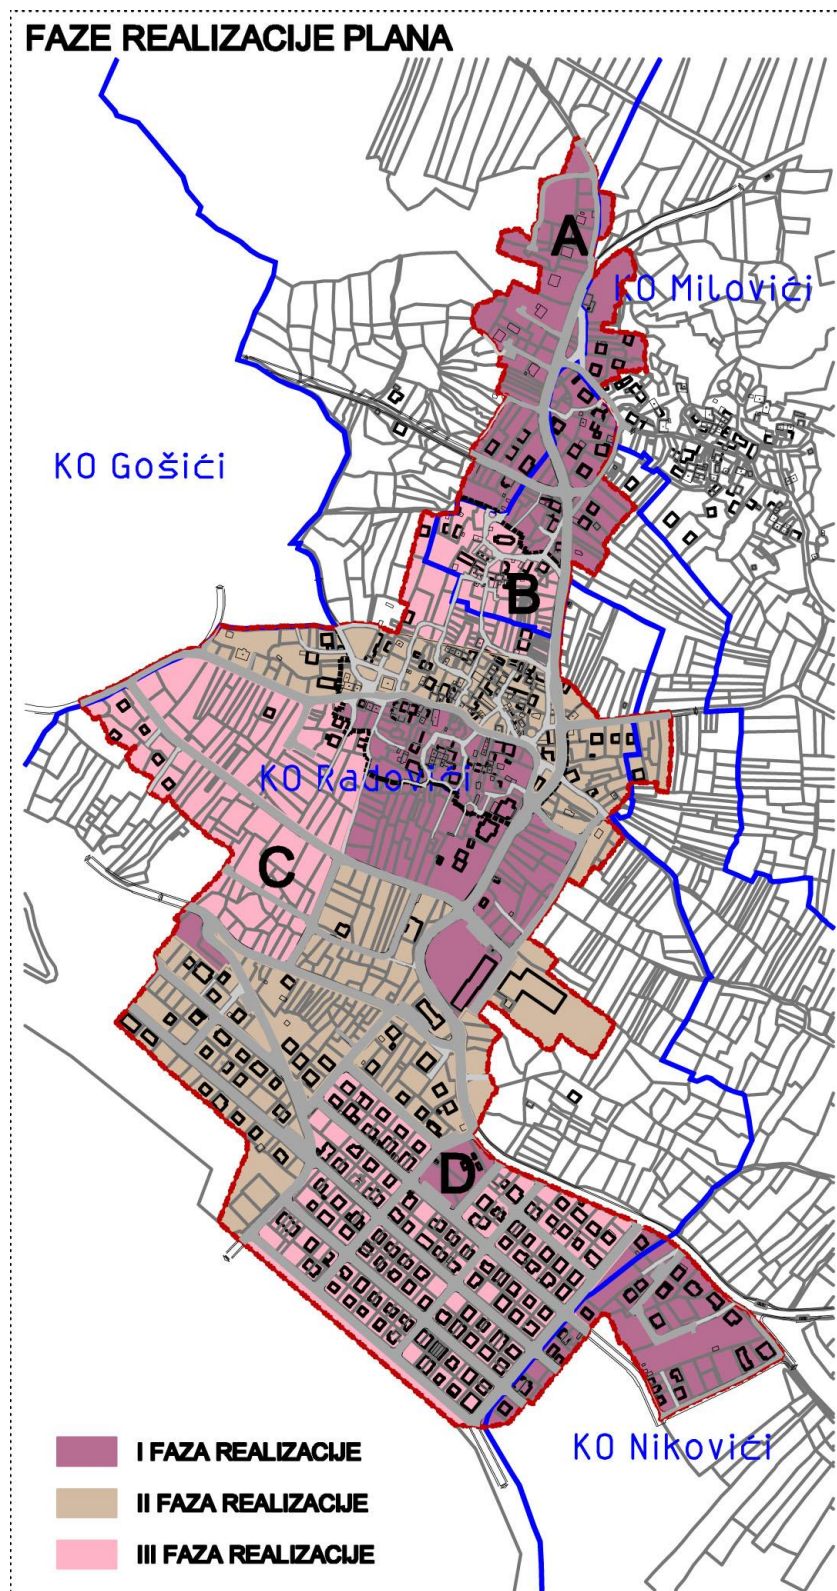 FAZE REALIZACIJE PLANA
A
KO Milovići
KO Gošići
B
KO Radovići
C
D
KO Nikovići
I FAZA REALIZACIJE
II FAZA REALIZACIJE
III FAZA REALIZACIJE